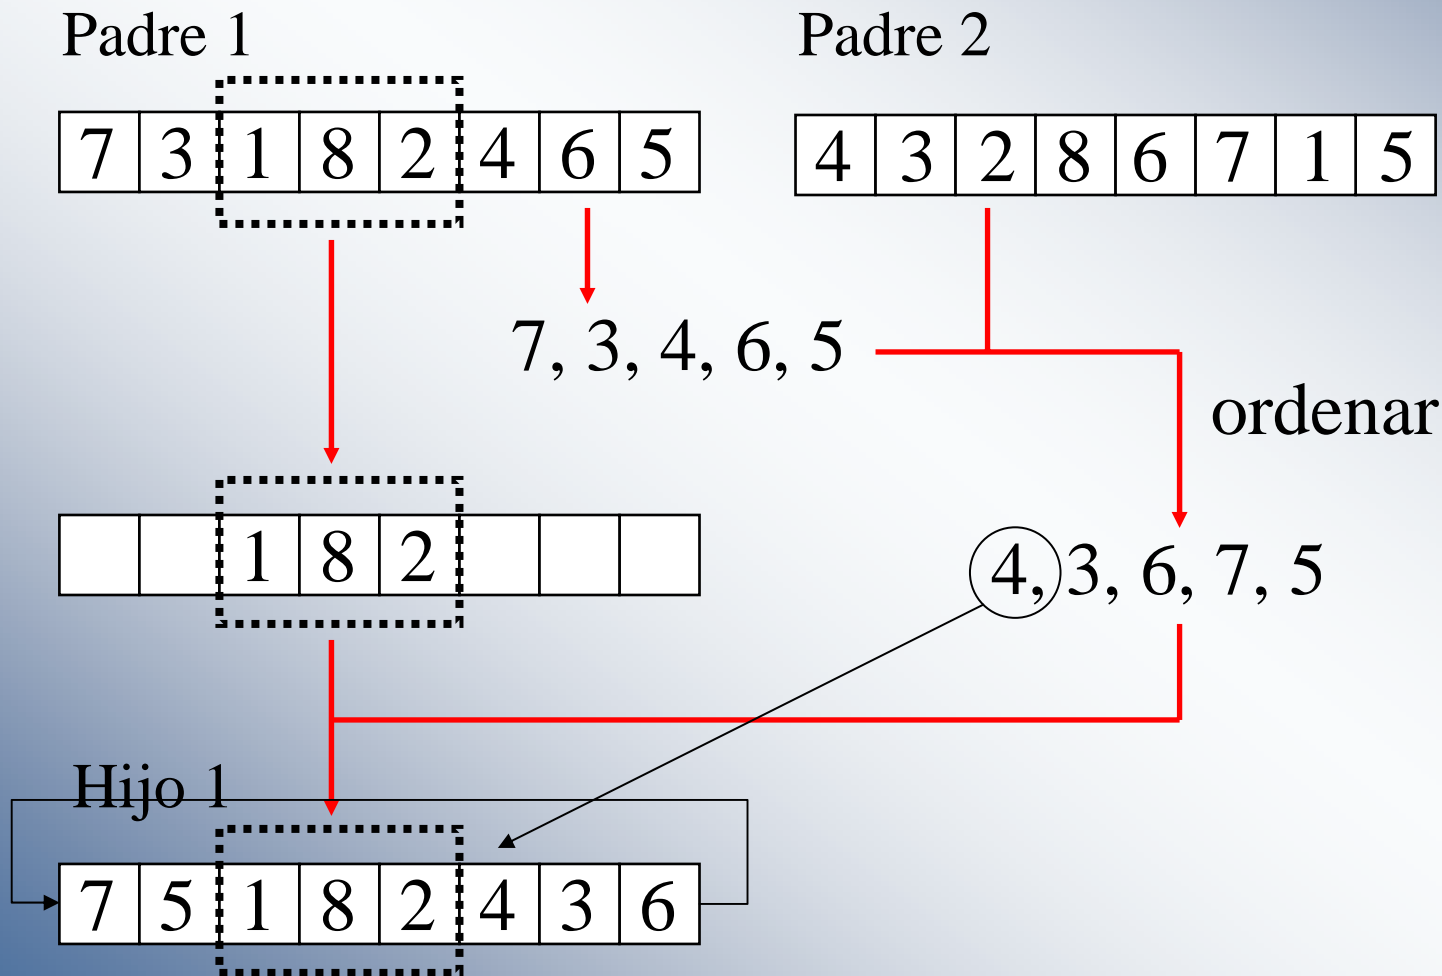 Padre 1
Padre 2
7 3 1 8 2 4 6 5
4 3 2 8 6 7 1 5
7, 3, 4, 6, 5
ordenar
1 8 2
4, 3, 6, 7, 5
Hijo 1
7 5 1 8 2 4 3 6